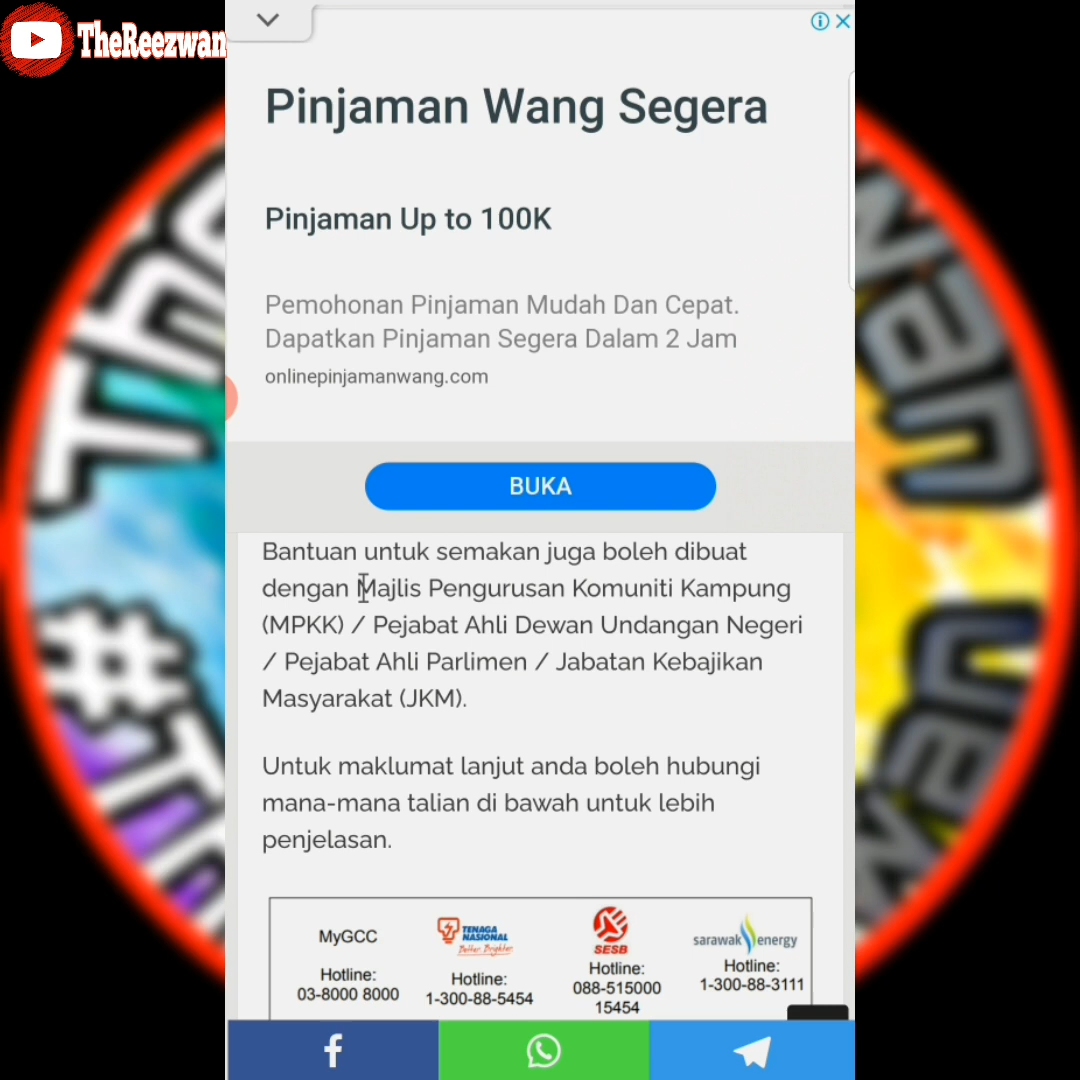 TheReezwan
Pinjaman Wang Segera
Pinjaman Up to 100K
Pemohonan Pinjaman Mudah Dan Cepat.
Dapatkan Pinjaman Segera Dalam 2 Jam
onlinepinjamanwang.com
BUKA
Bantuan untuk semakan juga boleh dibuat
dengan Majlis Pengurusan Komuniti Kampung
(MPKK) / Pejabat Ahli Dewan Undangan Negeri
/ Pejabat Ahli Parlimen / Jabatan Kebajikan
Masyarakat (JKM).
Untuk maklumat lanjut anda boleh hubungi
mana-mana talian di bawah untuk lebih
penjelasan.
MyGCC
Hotline:
03-8000 8000
TENAGA
NASIONAL
Better. Brighter.
Hotline:
1-300-88-5454
SESB
Hotline:
088-515000
15454
sarawak energy
Hotline:
1-300-88-3111